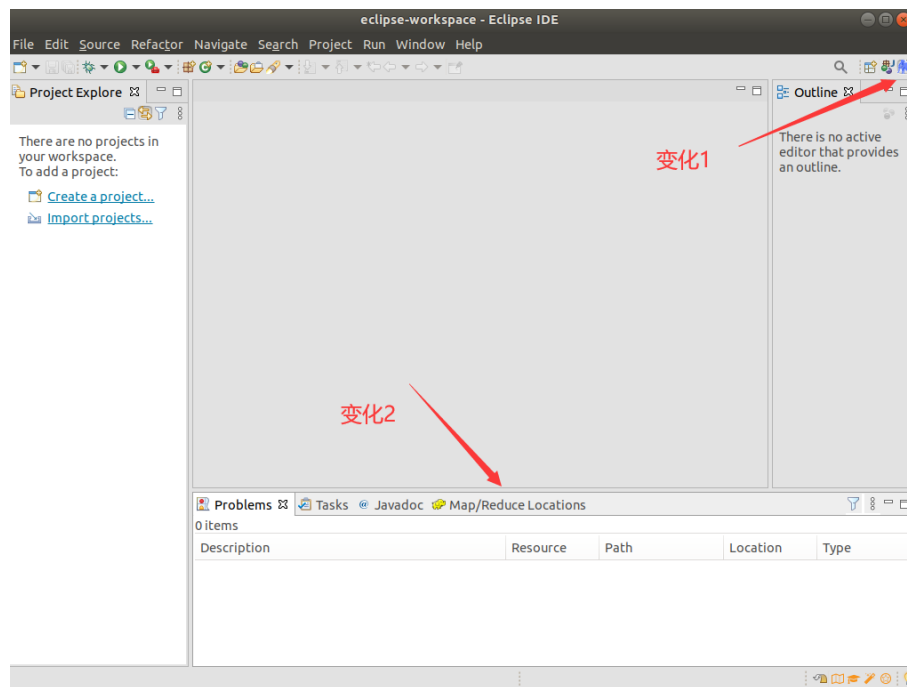 eclipse-workspace - Eclipse IDE
File Edit Source Refactor Navigate Search Project Run Window Help
Project Explore
Outline
There are no projects in
your workspace.
To add a project:
Create a project...
Import projects...
There is no active
editor that provides
an outline.
变化1
变化2
Problems Tasks @ Javadoc Map/Reduce Locations
0 items
Description Resource Path Location Type